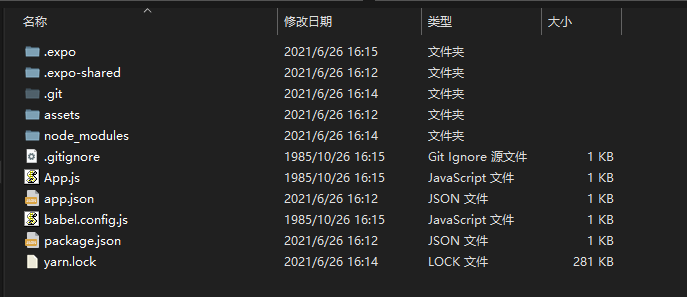 名称 修改日期 类型 大小
.expo 2021/6/26 16:15 文件夹
.expo-shared 2021/6/26 16:12 文件夹
.git 2021/6/26 16:14 文件夹
assets 2021/6/26 16:12 文件夹
node_modules 2021/6/26 16:14 文件夹
.gitignore 1985/10/26 16:15 Git Ignore 源文件 1 KB
App.js 1985/10/26 16:15 JavaScript 文件 1 KB
app.json 2021/6/26 16:12 JSON 文件 1 KB
babel.config.js 1985/10/26 16:15 JavaScript 文件 1 KB
package.json 2021/6/26 16:12 JSON 文件 1 KB
yarn.lock 2021/6/26 16:14 LOCK 文件 281 KB